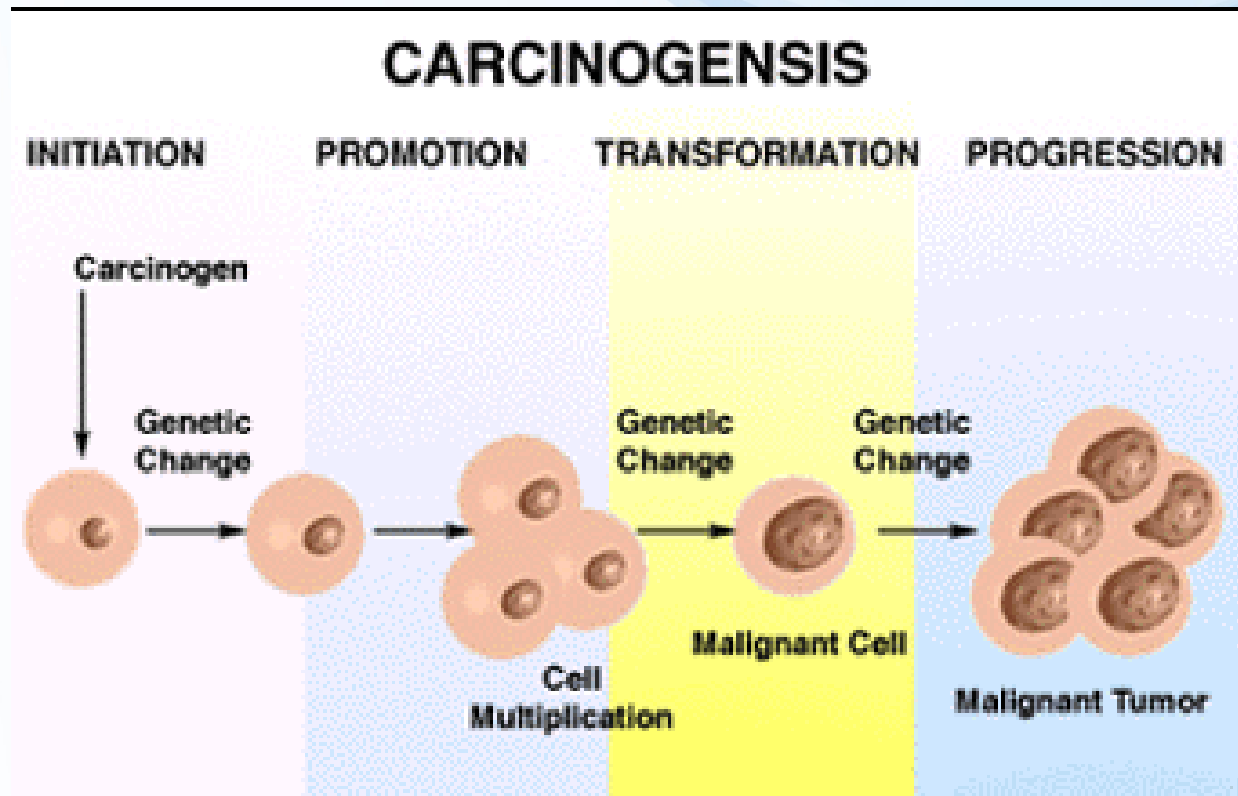 CARCINOGENSIS
INITIATION PROMOTION TRANSFORMATION PROGRESSION
Carcinogen
Genetic
Change
Genetic
Change
Genetic
Change
Cell
Multiplication
Malignant Cell
Malignant Tumor